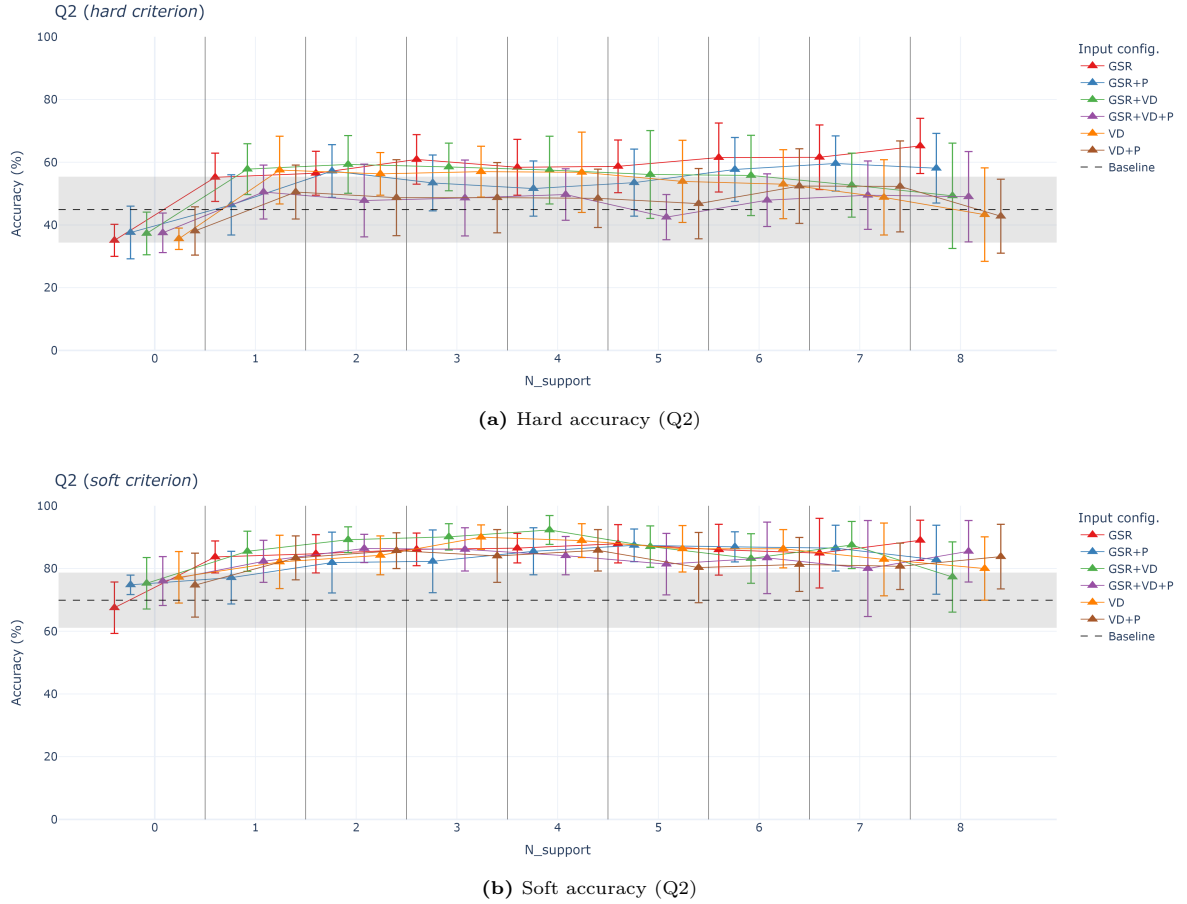 Q2 (hard criterion)
100
80
60
40
20
0
Accuracy (%)
0 1 2 3 4 5 6 7 8
N_support
Input config.
GSR
GSR+P
GSR+VD
GSR+VD+P
VD
VD+P
Baseline
(a) Hard accuracy (Q2)
Q2 (soft criterion)
100
80
60
40
20
0
Accuracy (%)
0 1 2 3 4 5 6 7 8
N_support
Input config.
GSR
GSR+P
GSR+VD
GSR+VD+P
VD
VD+P
Baseline
(b) Soft accuracy (Q2)